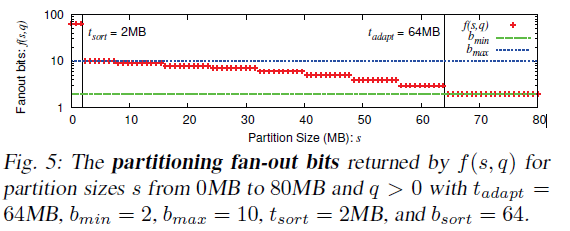 100
10
1
Fanout bits: f(s,q)
t_sort = 2MB
t_adapt = 64MB
f(s,q)
b_min
b_max
0 10 20 30 40 50 60 70 80
Partition Size (MB): s
Fig. 5: The partitioning fan-out bits returned by f(s, q) for
partition sizes s from 0MB to 80MB and q > 0 with t_adapt =
64MB, b_min = 2, b_max = 10, t_sort = 2MB, and b_sort = 64.